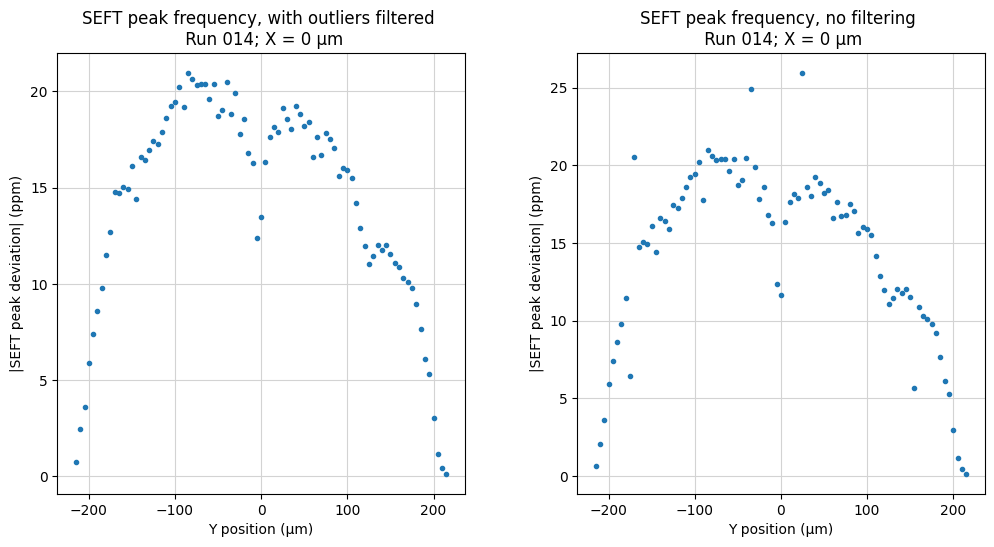 SEFT peak frequency, with outliers filtered
Run 014; X = 0 µm
|SEFT peak deviation| (ppm)
20
15
10
5
0
−200
−100
0
100
200
Y position (µm)
SEFT peak frequency, no filtering
Run 014; X = 0 µm
|SEFT peak deviation| (ppm)
25
20
15
10
5
0
−200
−100
0
100
200
Y position (µm)